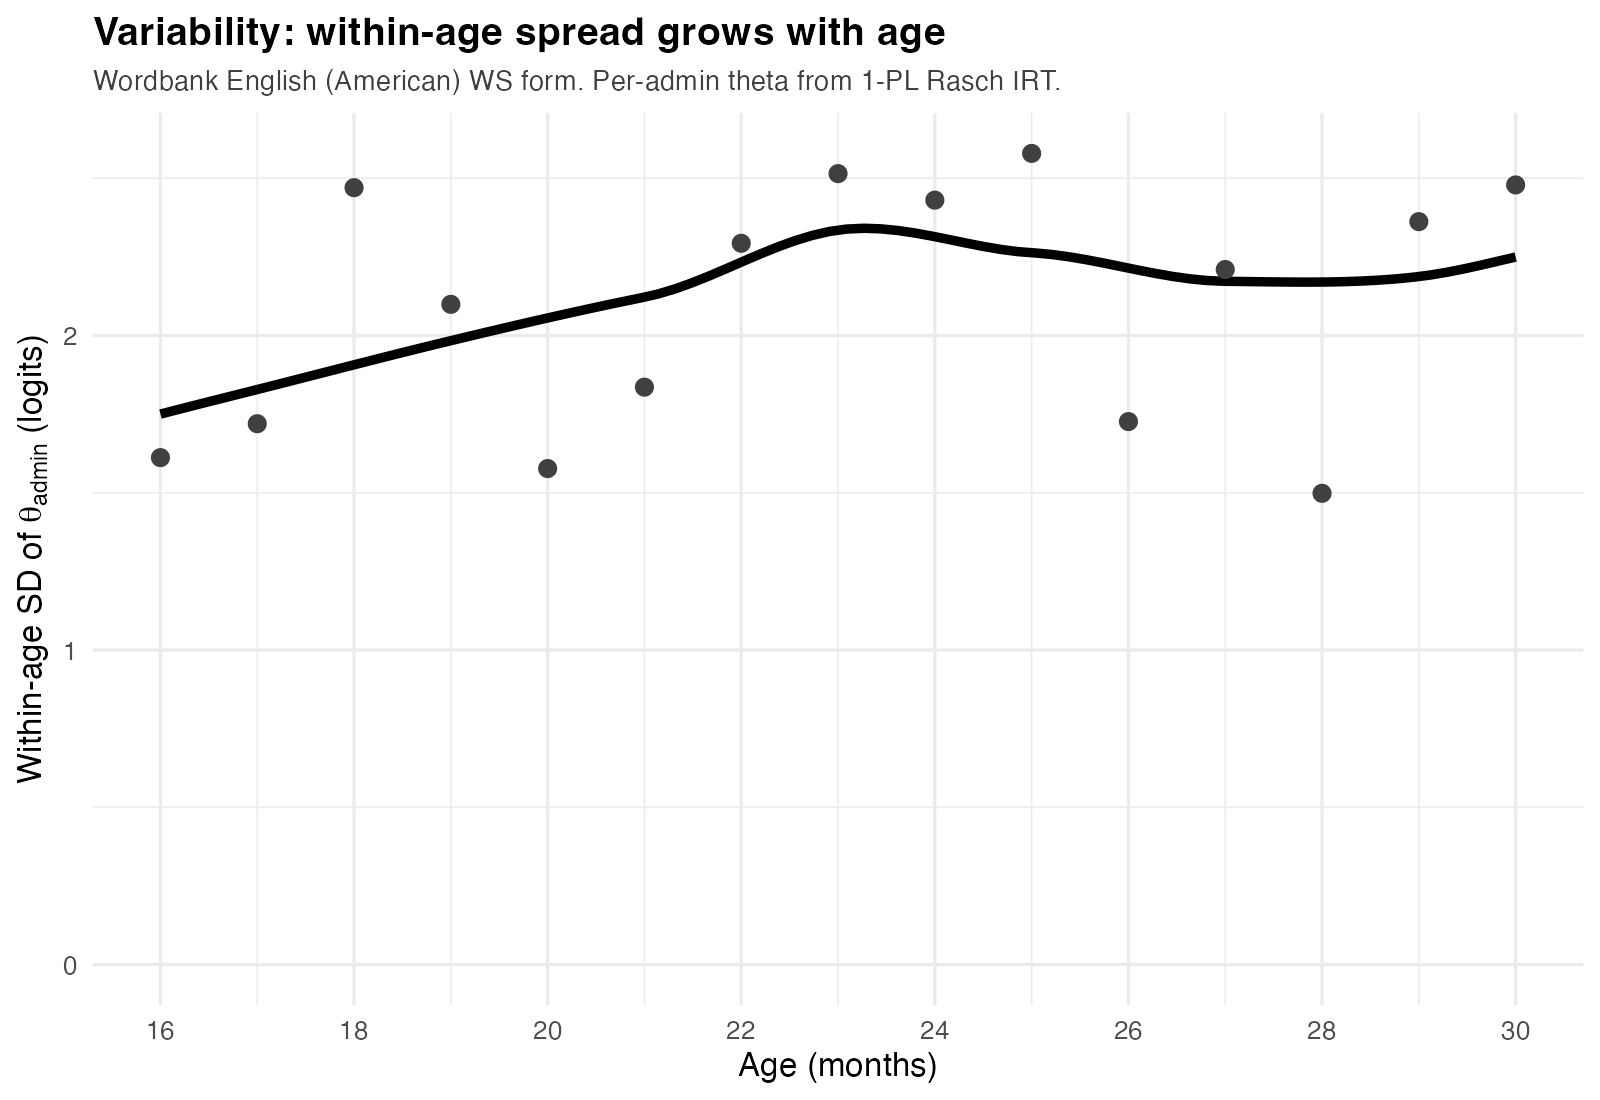 Variability: within-age spread grows with age
Wordbank English (American) WS form. Per-admin theta from 1-PL Rasch IRT.
Within-age SD of θadmin (logits)
2
1
0
16 18 20 22 24 26 28 30
Age (months)